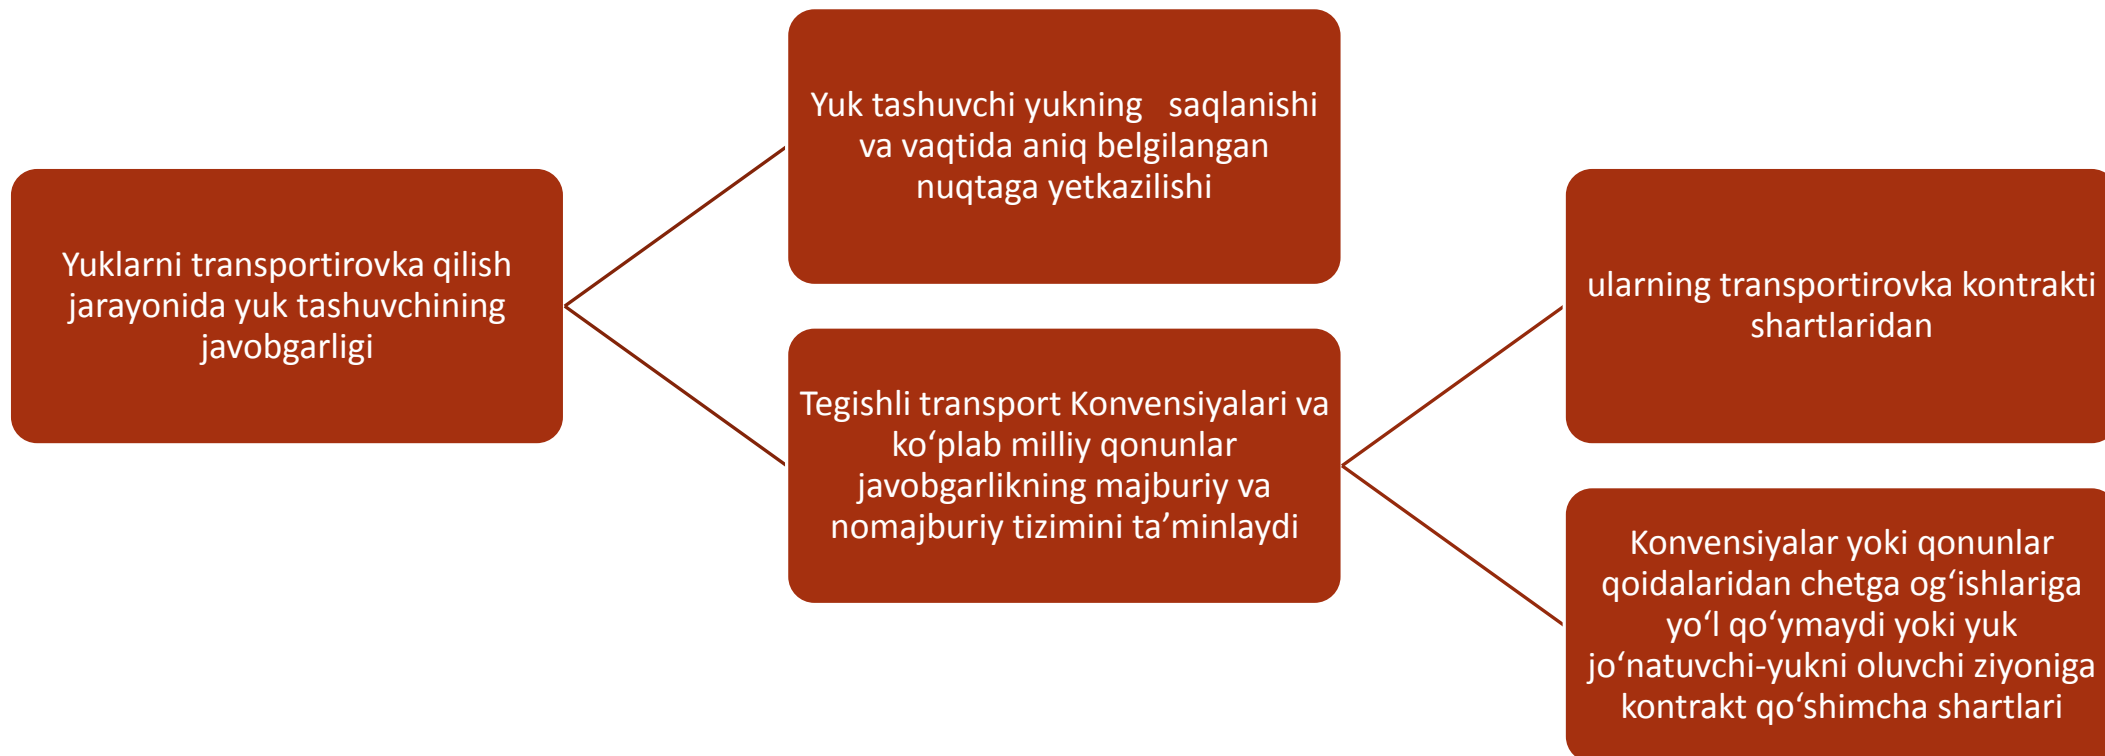 Yuklarni transportirovka qilish
jarayonida yuk tashuvchining
javobgarligi
Yuk tashuvchi yukning saqlanishi
va vaqtida aniq belgilangan
nuqtaga yetkazilishi
Tegishli transport Konvensiyalari va
ko‘plab milliy qonunlar
javobgarlikning majburiy va
nomajburiy tizimini ta’minlaydi
ularning transportirovka kontrakti
shartlaridan
Konvensiyalar yoki qonunlar
qoidalaridan chetga og‘ishlariga
yo‘l qo‘ymaydi yoki yuk
jo‘natuvchi-yukni oluvchi ziyoniga
kontrakt qo‘shimcha shartlari